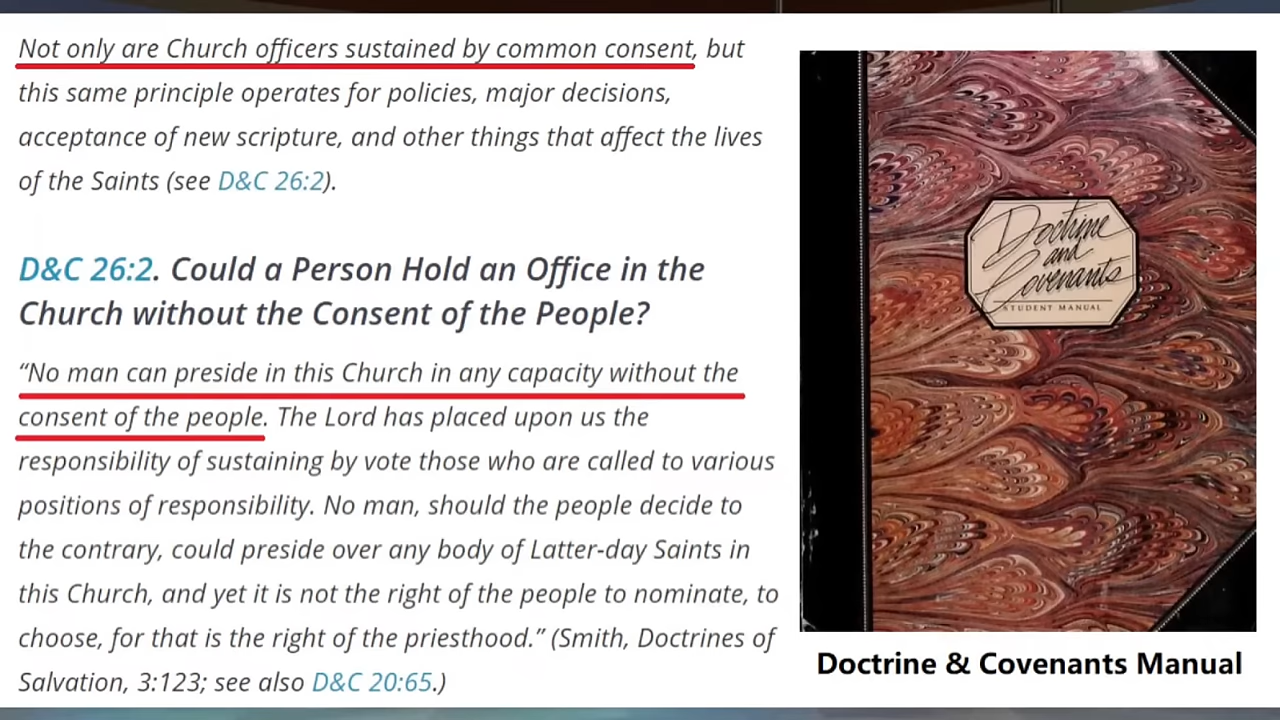 Not only are Church officers sustained by common consent, but
this same principle operates for policies, major decisions,
acceptance of new scripture, and other things that affect the lives
of the Saints (see D&C 26:2).
D&C 26:2. Could a Person Hold an Office in the
Church without the Consent of the People?
“No man can preside in this Church in any capacity without the
consent of the people. The Lord has placed upon us the
responsibility of sustaining by vote those who are called to various
positions of responsibility. No man, should the people decide to
the contrary, could preside over any body of Latter-day Saints in
this Church, and yet it is not the right of the people to nominate, to
choose, for that is the right of the priesthood.” (Smith, Doctrines of
Salvation, 3:123; see also D&C 20:65.)
Doctrine
and
Covenants
STUDENT MANUAL
Doctrine & Covenants Manual